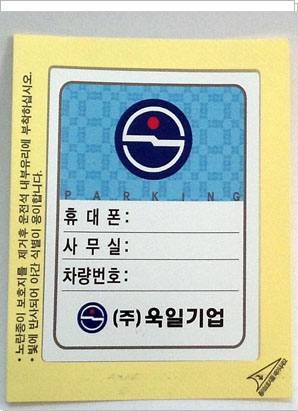 • 노란종이 보호지를 제거후 운전석 내부유리에 부착하십시오.
• 빛에 반사되어 야간 식별이 용이합니다.
PARKING
휴대폰:
사무실:
차량번호:
(주)욱일기업